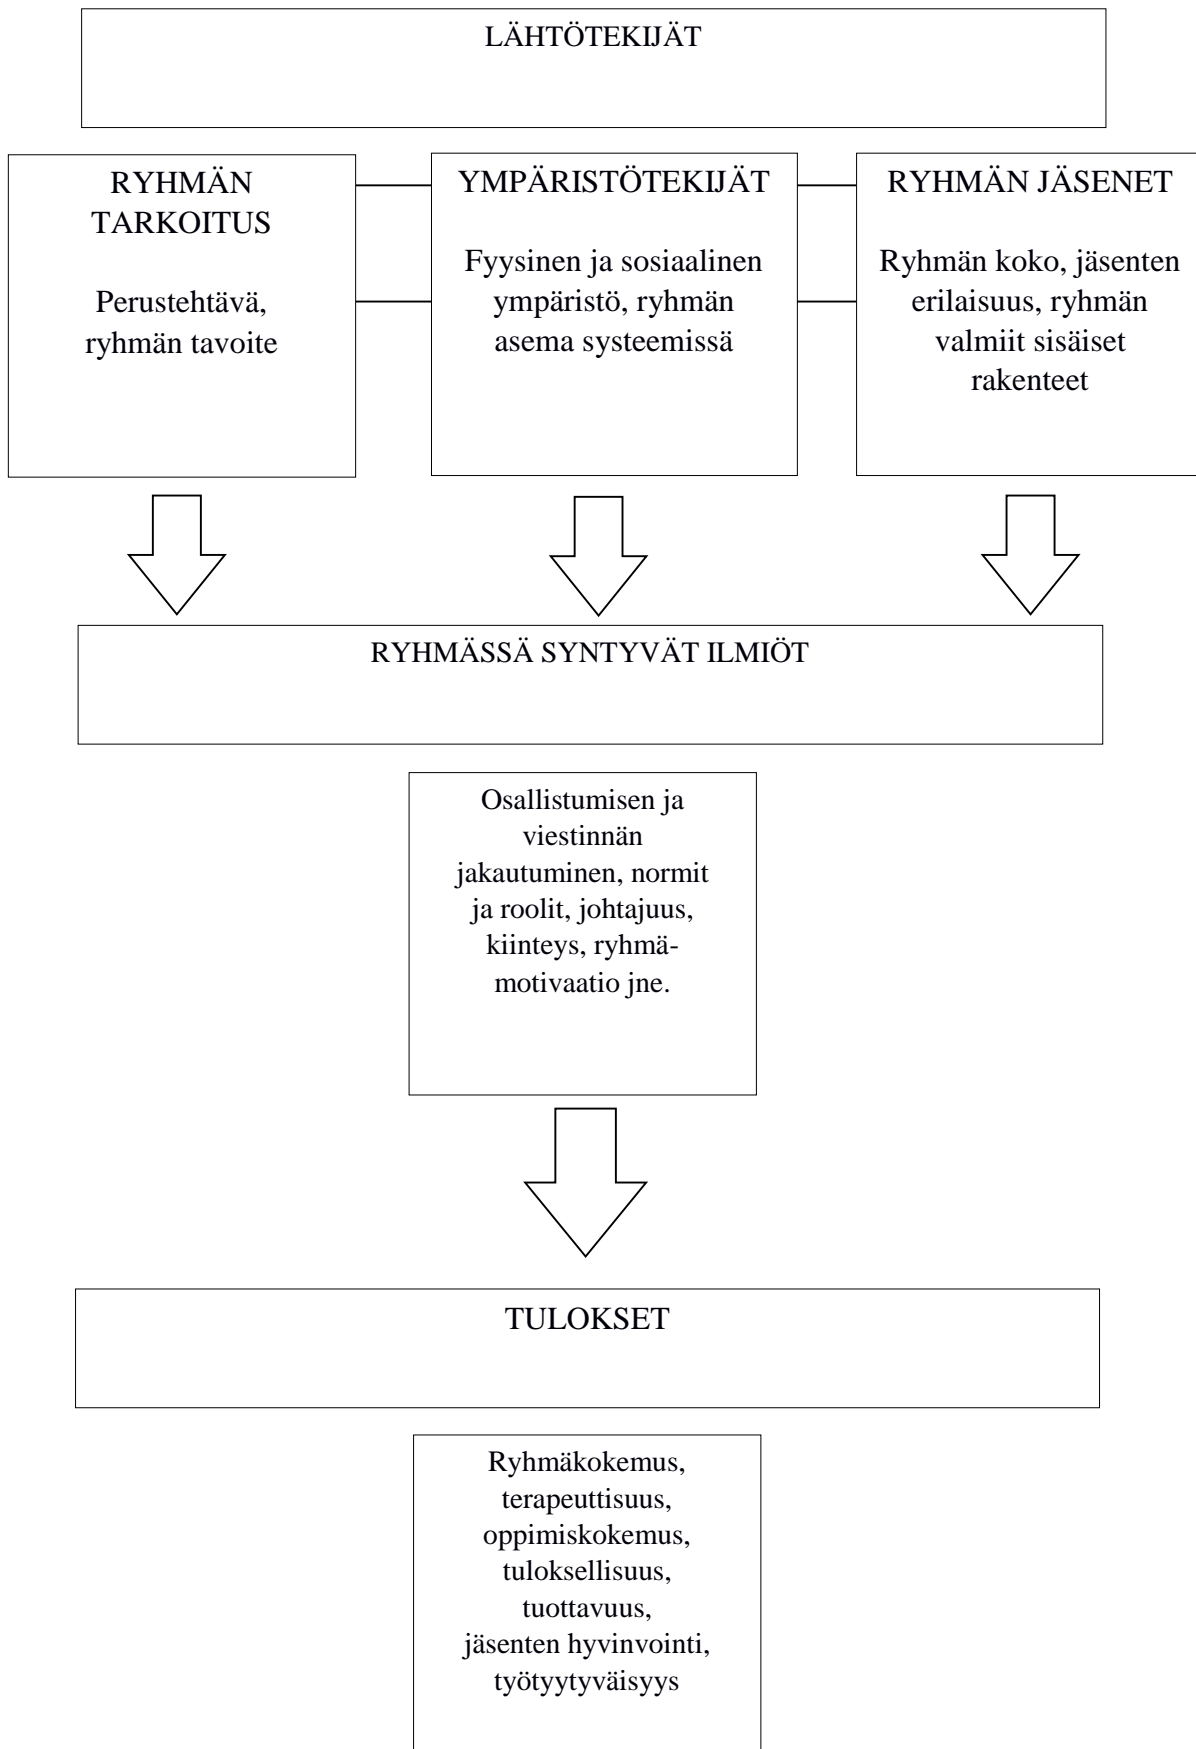 LÄHTÖTEKIJÄT
RYHMÄN
TARKOITUS
Perustehtävä,
ryhmän tavoite
YMPÄRISTÖTEKIJÄT
Fyysinen ja sosiaalinen
ympäristö, ryhmän
asema systeemissä
RYHMÄN JÄSENET
Ryhmän koko, jäsenten
erilaisuus, ryhmän
valmiit sisäiset
rakenteet
RYHMÄSSÄ SYNTYVÄT ILMIÖT
Osallistumisen ja
viestinnän
jakautuminen, normit
ja roolit, johtajuus,
kiinteys, ryhmä-
motivaatio jne.
TULOKSET
Ryhmäkokemus,
terapeuttisuus,
oppimiskokemus,
tuloksellisuus,
tuottavuus,
jäsenten hyvinvointi,
työtyytyväisyys